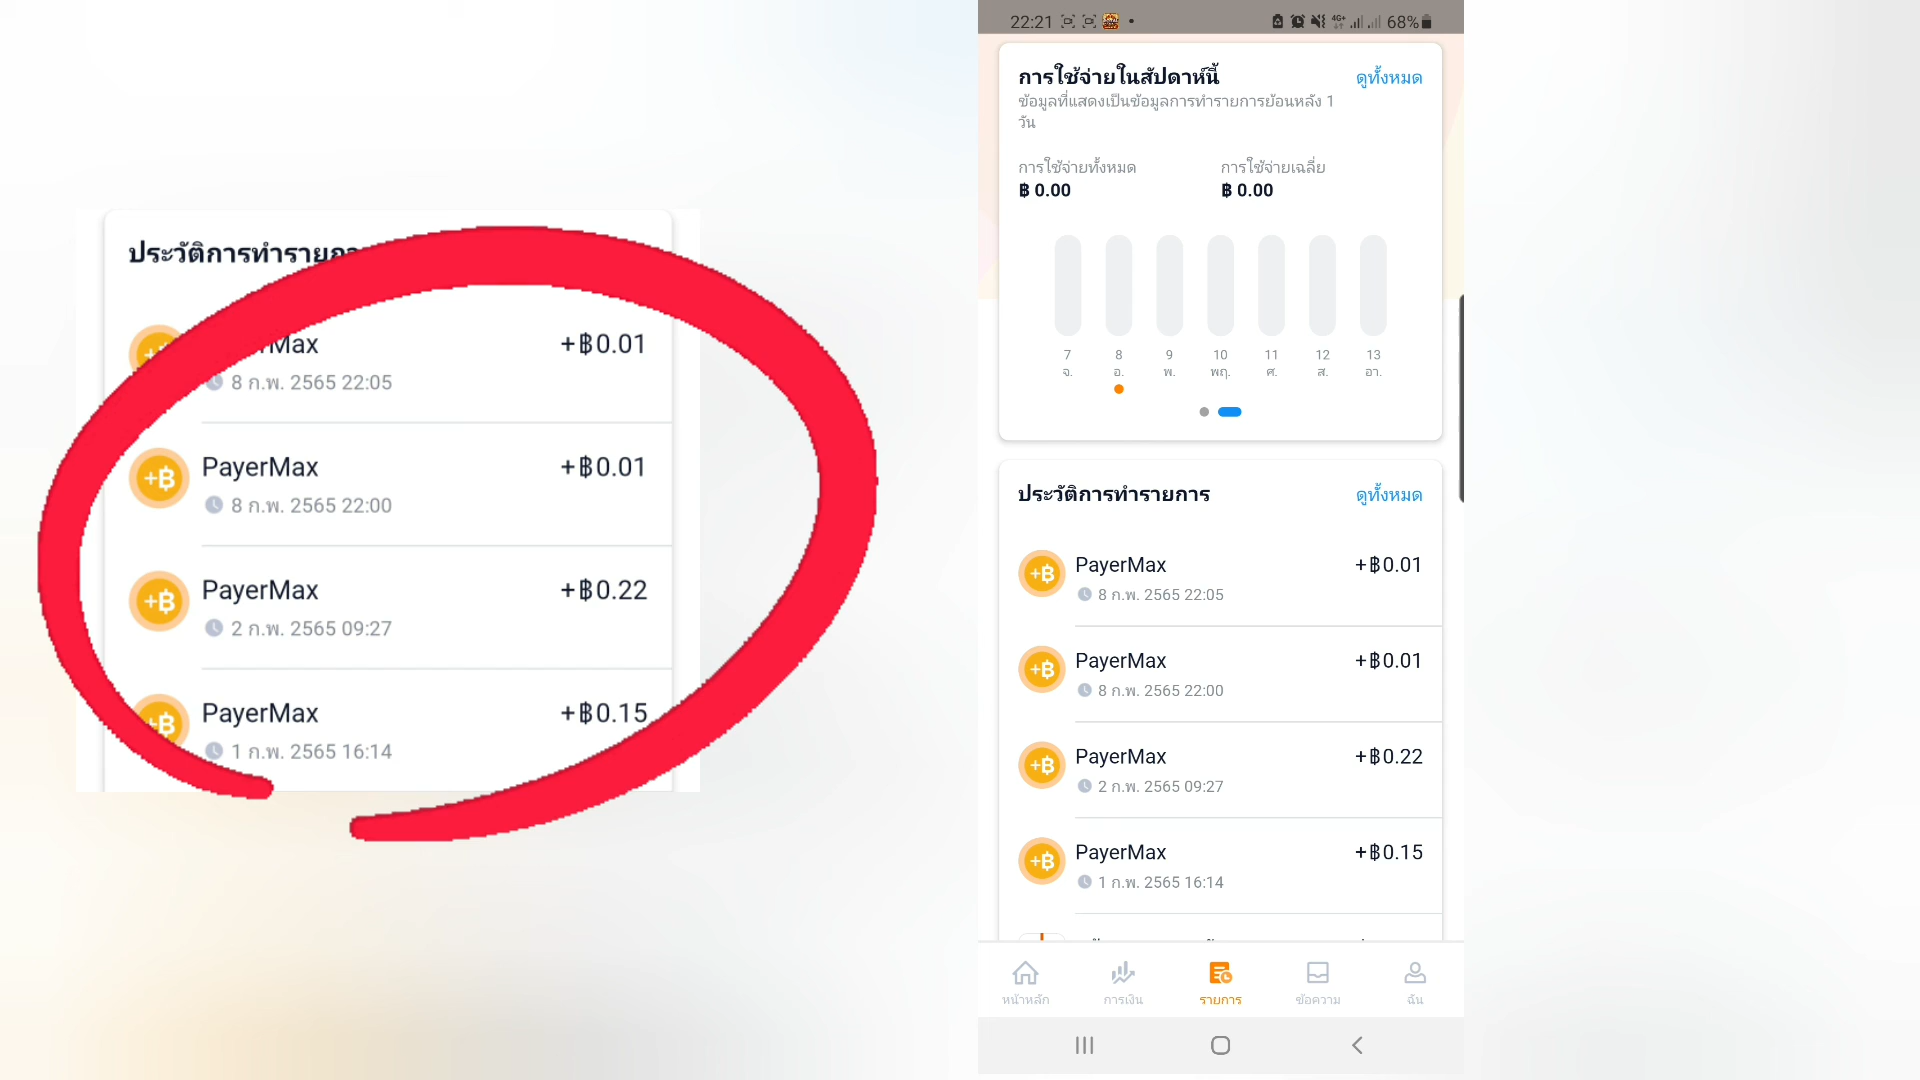 ประวัติการทำรายกา
Max
+฿0.01
8 ก.พ. 2565 22:05
+฿
PayerMax
+฿0.01
8 ก.พ. 2565 22:00
+฿
PayerMax
+฿0.22
2 ก.พ. 2565 09:27
PayerMax
+฿0.15
1 ก.พ. 2565 16:14
22:21
4G+
68%
การใช้จ่ายในสัปดาห์นี้
ดูทั้งหมด
ข้อมูลที่แสดงเป็นข้อมูลการทำรายการย้อนหลัง 1
วัน
การใช้จ่ายทั้งหมด
การใช้จ่ายเฉลี่ย
฿ 0.00
฿ 0.00
7 8 9 10 11 12 13
จ. อ. พ. พฤ. ศ. ส. อา.
ประวัติการทำรายการ
ดูทั้งหมด
+฿
PayerMax
+฿0.01
8 ก.พ. 2565 22:05
+฿
PayerMax
+฿0.01
8 ก.พ. 2565 22:00
+฿
PayerMax
+฿0.22
2 ก.พ. 2565 09:27
+฿
PayerMax
+฿0.15
1 ก.พ. 2565 16:14
หน้าหลัก
การเงิน
รายการ
ข้อความ
ฉัน